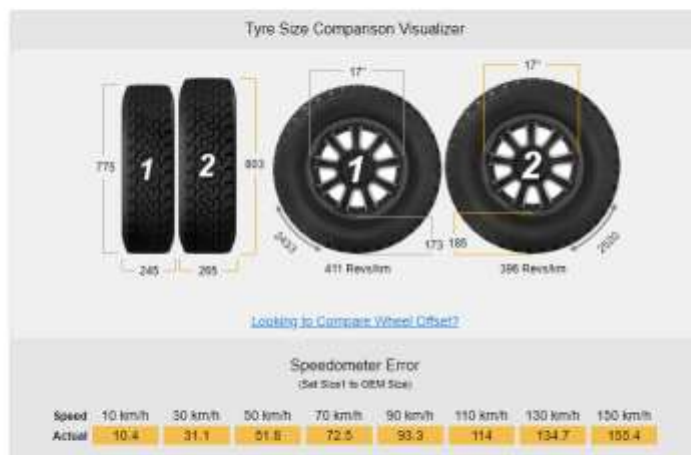 Tyre Size Comparison Visualizer
17"
17"
775
1
2
803
1
2
2433
173
185
2520
245
265
411 Revs/km
396 Revs/km
Looking to Compare Wheel Offset?
Speedometer Error
(Set Size1 to OEM Size)
Speed 10 km/h 30 km/h 50 km/h 70 km/h 90 km/h 110 km/h 130 km/h 150 km/h
Actual 10.4 31.1 51.8 72.5 93.3 114 134.7 155.4